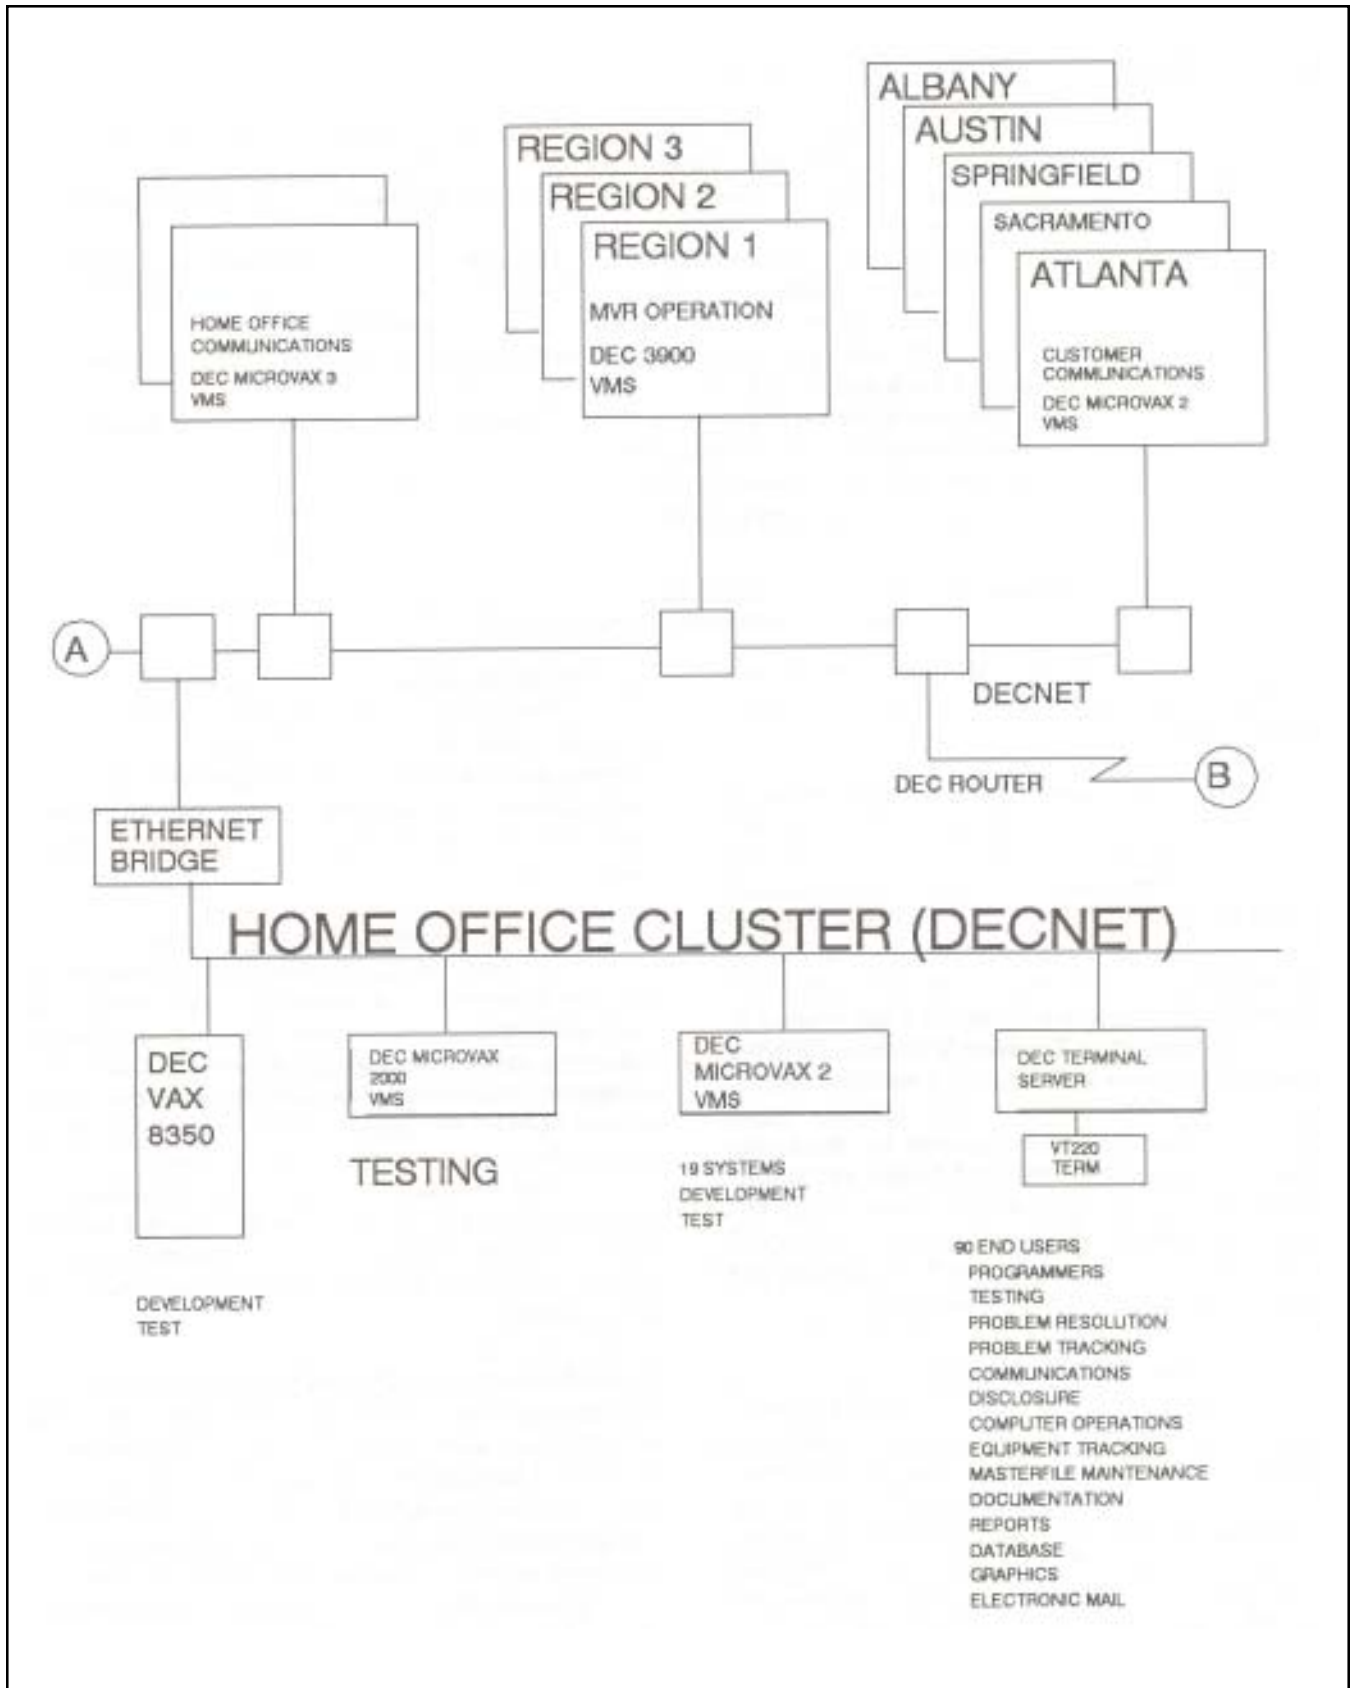 ALBANY
AUSTIN
SPRINGFIELD
SACRAMENTO
ATLANTA
CUSTOMER
COMMUNICATIONS
DEC MICROVAX 2
VMS
REGION 3
REGION 2
REGION 1
MVR OPERATION
DEC 3900
VMS
HOME OFFICE
COMMUNICATIONS
DEC MICROVAX 3
VMS
A
DECNET
DEC ROUTER
B
ETHERNET
BRIDGE
HOME OFFICE CLUSTER (DECNET)
DEC
VAX
8350
DEVELOPMENT
TEST
DEC MICROVAX
2000
VMS
TESTING
DEC
MICROVAX 2
VMS
19 SYSTEMS
DEVELOPMENT
TEST
DEC TERMINAL
SERVER
VT220
TERM
90 END USERS
PROGRAMMERS
TESTING
PROBLEM RESOLUTION
PROBLEM TRACKING
COMMUNICATIONS
DISCLOSURE
COMPUTER OPERATIONS
EQUIPMENT TRACKING
MASTERFILE MAINTENANCE
DOCUMENTATION
REPORTS
DATABASE
GRAPHICS
ELECTRONIC MAIL